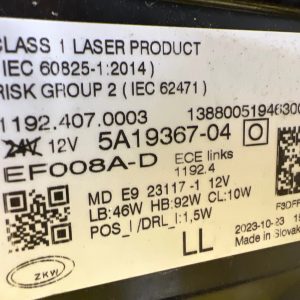 CLASS 1 LASER PRODUCT
( IEC 60825-1:2014 )
RISK GROUP 2 ( IEC 62471 )
1192.407.0003
13880051946300
24V 12V 5A19367-04
EF008A-D
ECE links
1192.4
MD E9 23117-1 12V
LB:46W HB:92W CL:10W
POS_I /DRL_I:1,5W
LL
2023-10-23
Made in Slovak
ZKW